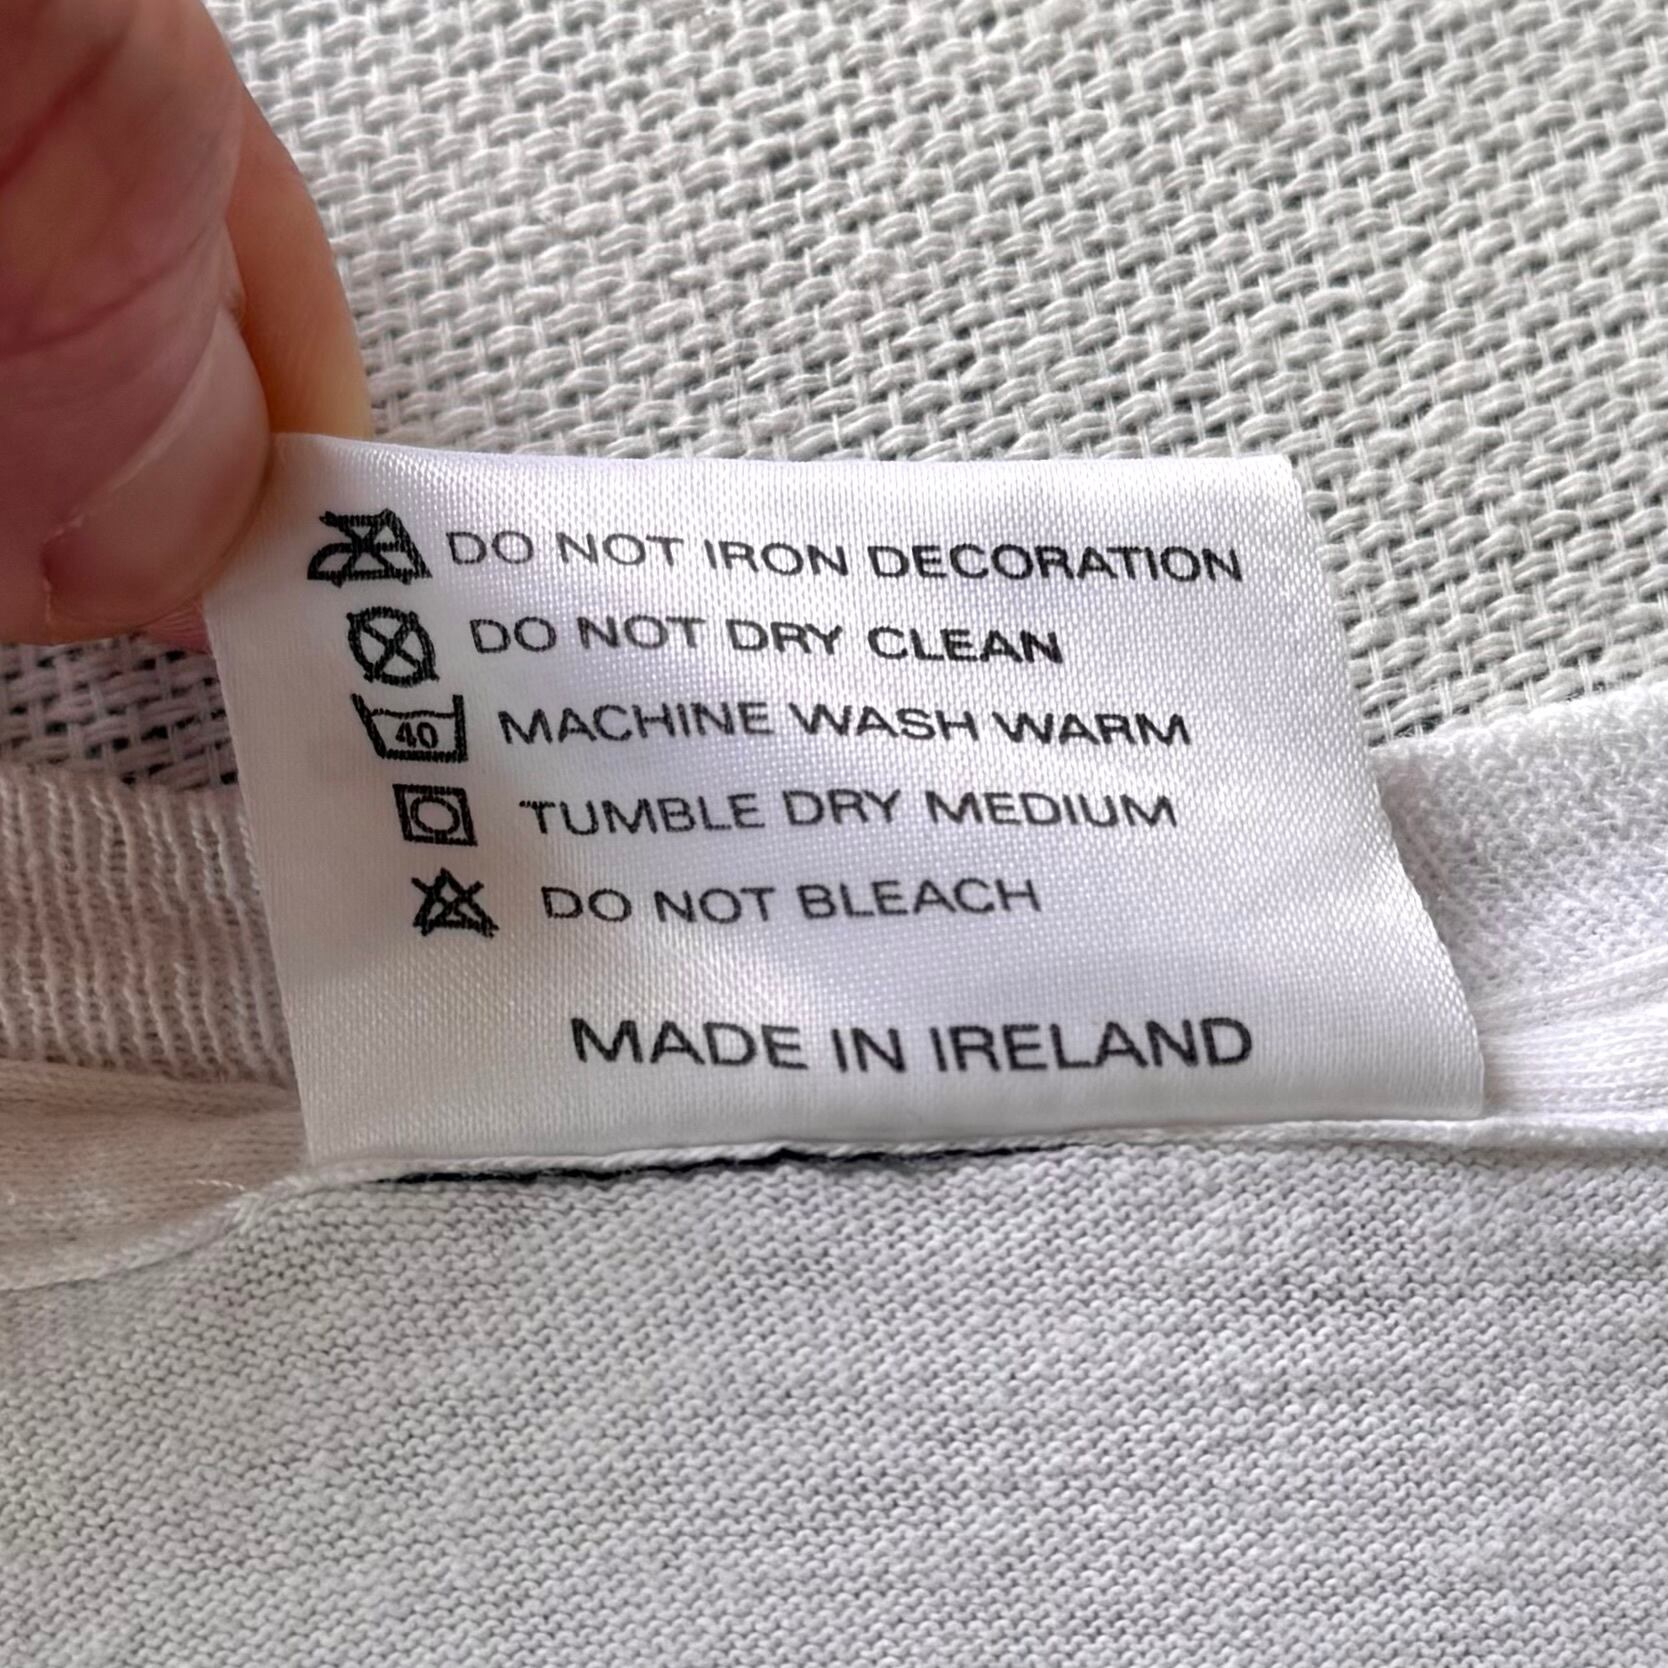 DO NOT IRON DECORATION
DO NOT DRY CLEAN
40 MACHINE WASH WARM
TUMBLE DRY MEDIUM
DO NOT BLEACH
MADE IN IRELAND